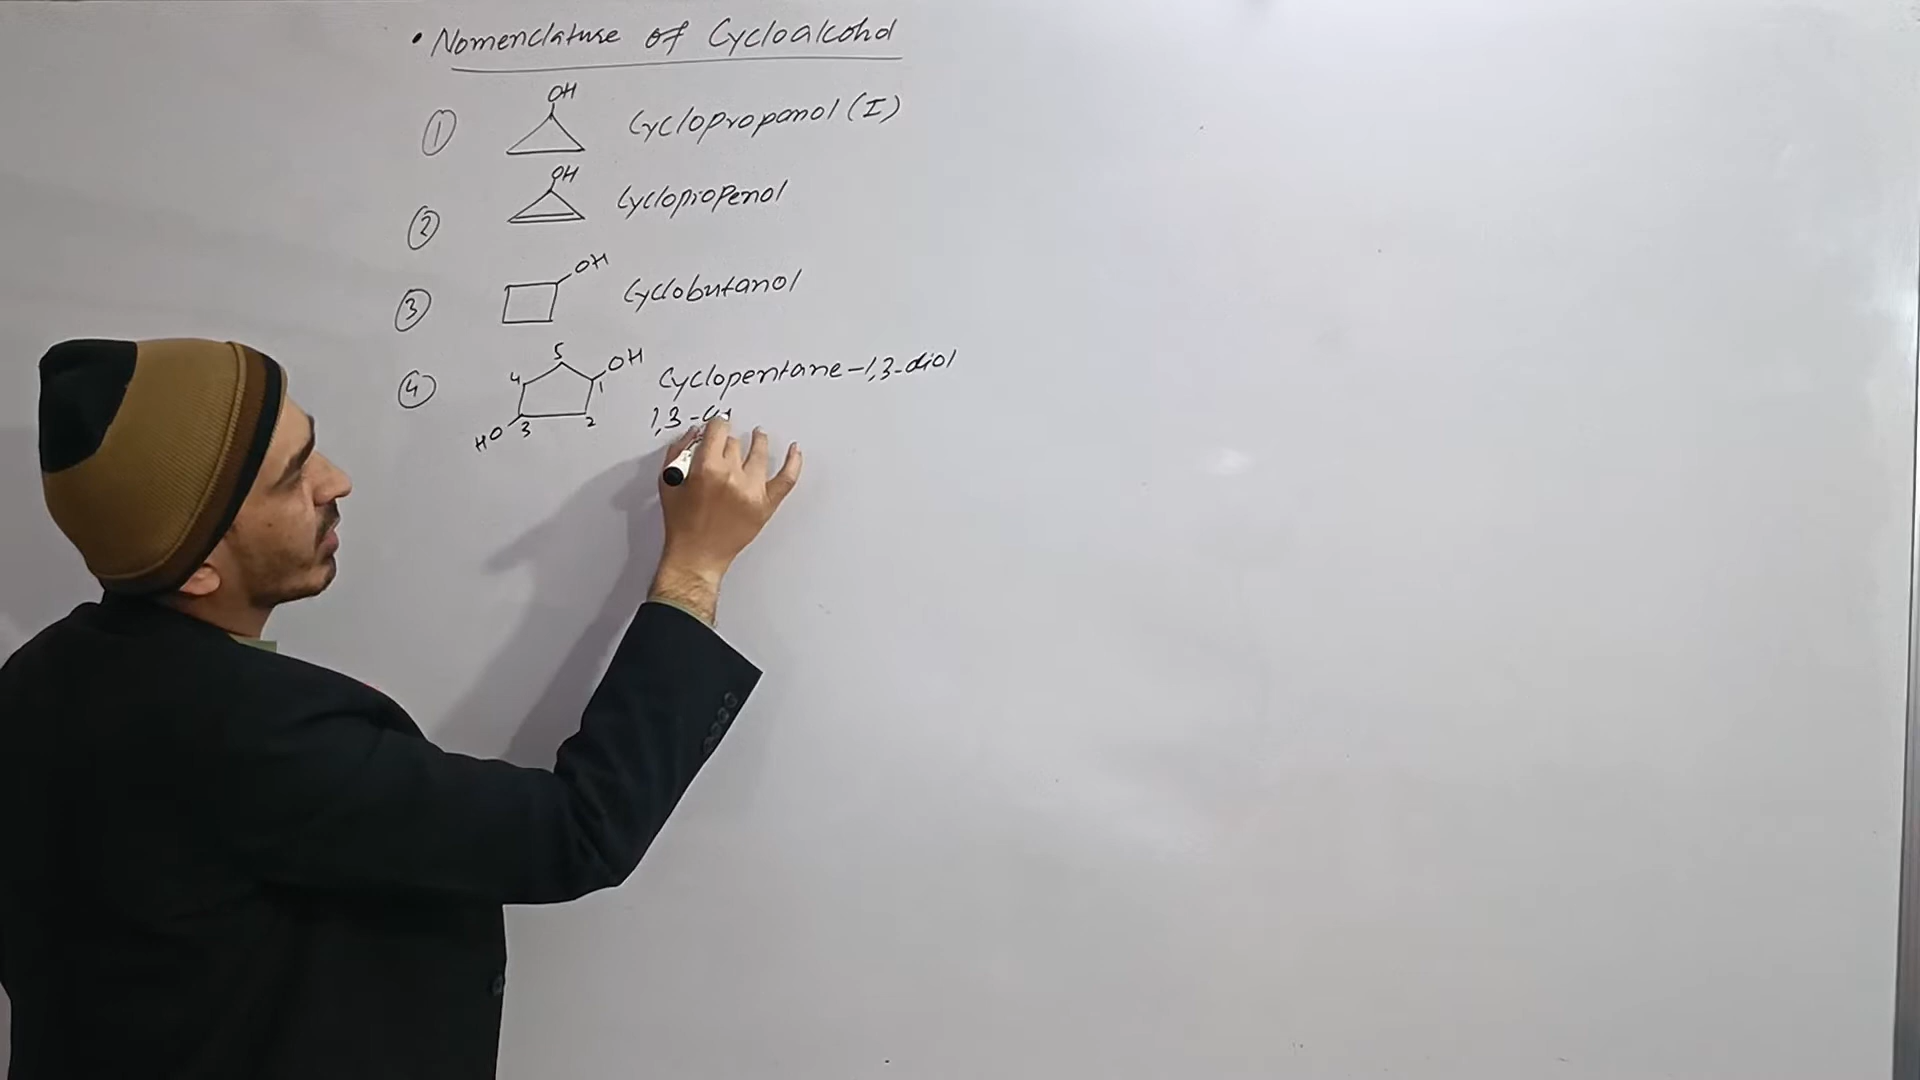 • Nomenclature of Cycloalcohol
OH
① Cyclopropanol (I)
OH
② Cyclopropenol
OH
③ Cyclobutanol
5
4 OH
④ 1 Cyclopentane-1,3-diol
HO 3 2 1,3-Cy